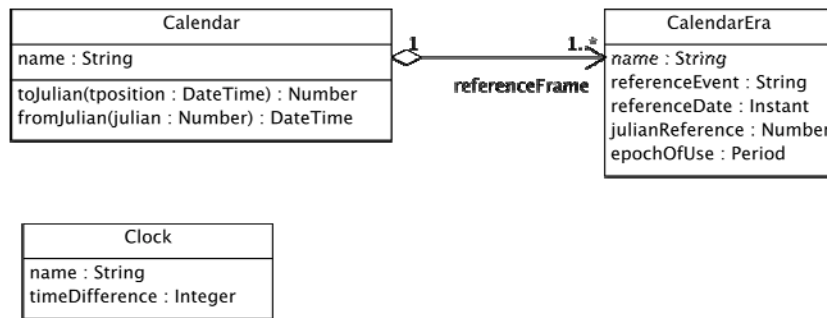 Calendar
name : String
toJulian(tposition : DateTime) : Number
fromJulian(julian : Number) : DateTime
1
1..*
referenceFrame
CalendarEra
name : String
referenceEvent : String
referenceDate : Instant
julianReference : Number
epochOfUse : Period
Clock
name : String
timeDifference : Integer